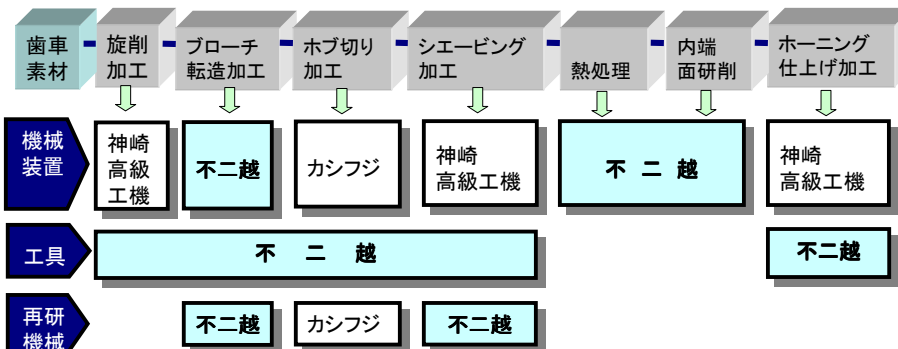 歯車
素材
旋削
加工
ブローチ
転造加工
ホブ切り
加工
シエービング
加工
熱処理
内端
面研削
ホーニング
仕上げ加工
機械
装置
神崎
高級
工機
不二越
カシフジ
神崎
高級工機
不 二 越
神崎
高級工機
工具
不 二 越
不二越
再研
機械
不二越
カシフジ
不二越